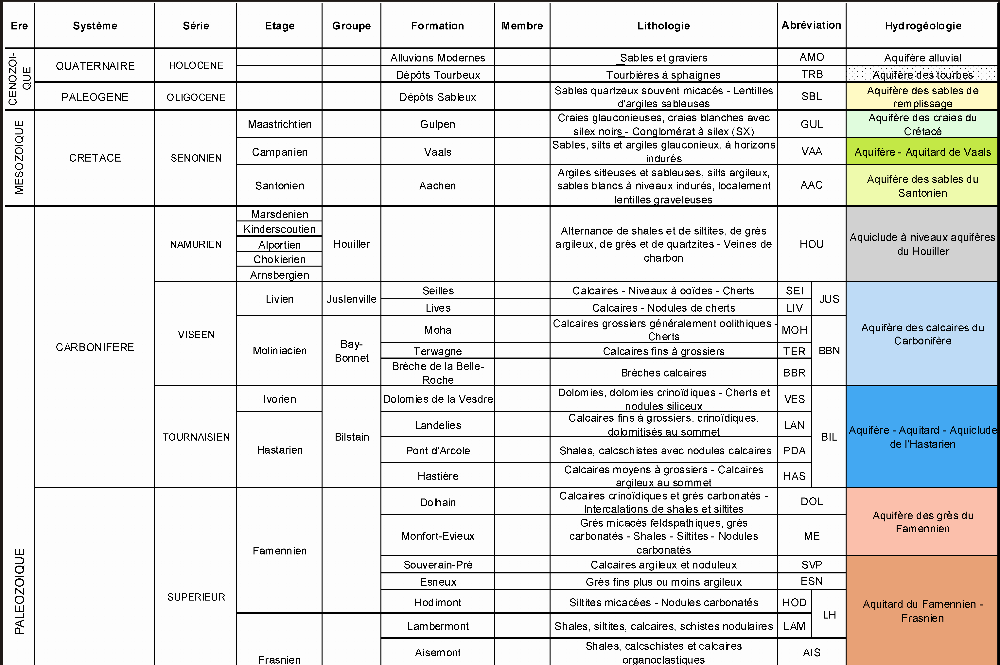 Ere Système Série Etage Groupe Formation Membre Lithologie Abréviation Hydrogéologie
CENOZOI-
QUE
QUATERNAIRE HOLOCENE
Alluvions Modernes Sables et graviers AMO Aquifère alluvial
Dépôts Tourbeux Tourbières à sphaignes TRB Aquifère des tourbes
PALEOGENE OLIGOCENE Dépôts Sableux
Sables quartzeux souvent micacés - Lentilles
d'argiles sableuses
SBL
Aquifère des sables de
remplissage
MESOZOIQUE
CRETACE SENONIEN
Maastrichtien Gulpen
Craies glauconieuses, craies blanches avec
silex noirs - Conglomérat à silex (SX)
GUL
Aquifère des craies du
Crétacé
Campanien Vaals
Sables, silts et argiles glauconieux, à horizons
indurés
VAA Aquifère - Aquitard de Vaals
Santonien Aachen
Argiles sitleuses et sableuses, silts argileux,
sables blancs à niveaux indurés, localement
lentilles graveleuses
AAC
Aquifère des sables du
Santonien
PALEOZOIQUE
CARBONIFERE
NAMURIEN
Marsdenien
Kinderscoutien
Alportien
Chokierien
Arnsbergien
Houiller
Alternance de shales et de siltites, de grès
argileux, de grès et de quartzites - Veines de
charbon
HOU
Aquiclude à niveaux aquifères
du Houiller
VISEEN
Livien Juslenville
Seilles Calcaires - Niveaux à ooïdes - Cherts SEI
Lives Calcaires - Nodules de cherts LIV
JUS
Moliniacien
Bay-
Bonnet
Moha
Calcaires grossiers généralement oolithiques -
Cherts
MOH
Terwagne Calcaires fins à grossiers TER
Brèche de la Belle-
Roche
Brèches calcaires BBR
BBN
Aquifère des calcaires du
Carbonifère
TOURNAISIEN
Ivorien
Bilstain
Dolomies de la Vesdre
Dolomies, dolomies crinoïdiques - Cherts et
nodules siliceux
VES
Hastarien
Landelies
Calcaires fins à grossiers, crinoïdiques,
dolomitisés au sommet
LAN
Pont d'Arcole Shales, calcschistes avec nodules calcaires PDA
Hastière
Calcaires moyens à grossiers - Calcaires
argileux au sommet
HAS
BIL
Aquifère - Aquitard - Aquiclude
de l'Hastarien
SUPERIEUR
Famennien
Dolhain
Calcaires crinoïdiques et grès carbonatés -
Intercalations de shales et siltites
DOL
Monfort-Evieux
Grès micacés feldspathiques, grès
carbonatés - Shales - Siltites - Nodules
carbonatés
ME
Aquifère des grès du
Famennien
Souverain-Pré Calcaires argileux et noduleux SVP
Esneux Grès fins plus ou moins argileux ESN
Hodimont Siltites micacées - Nodules carbonatés HOD
Frasnien
Lambermont Shales, siltites, calcaires, schistes nodulaires LAM
LH
Aisemont
Shales, calcschistes et calcaires
organoclastiques
AIS
Aquitard du Famennien -
Frasnien